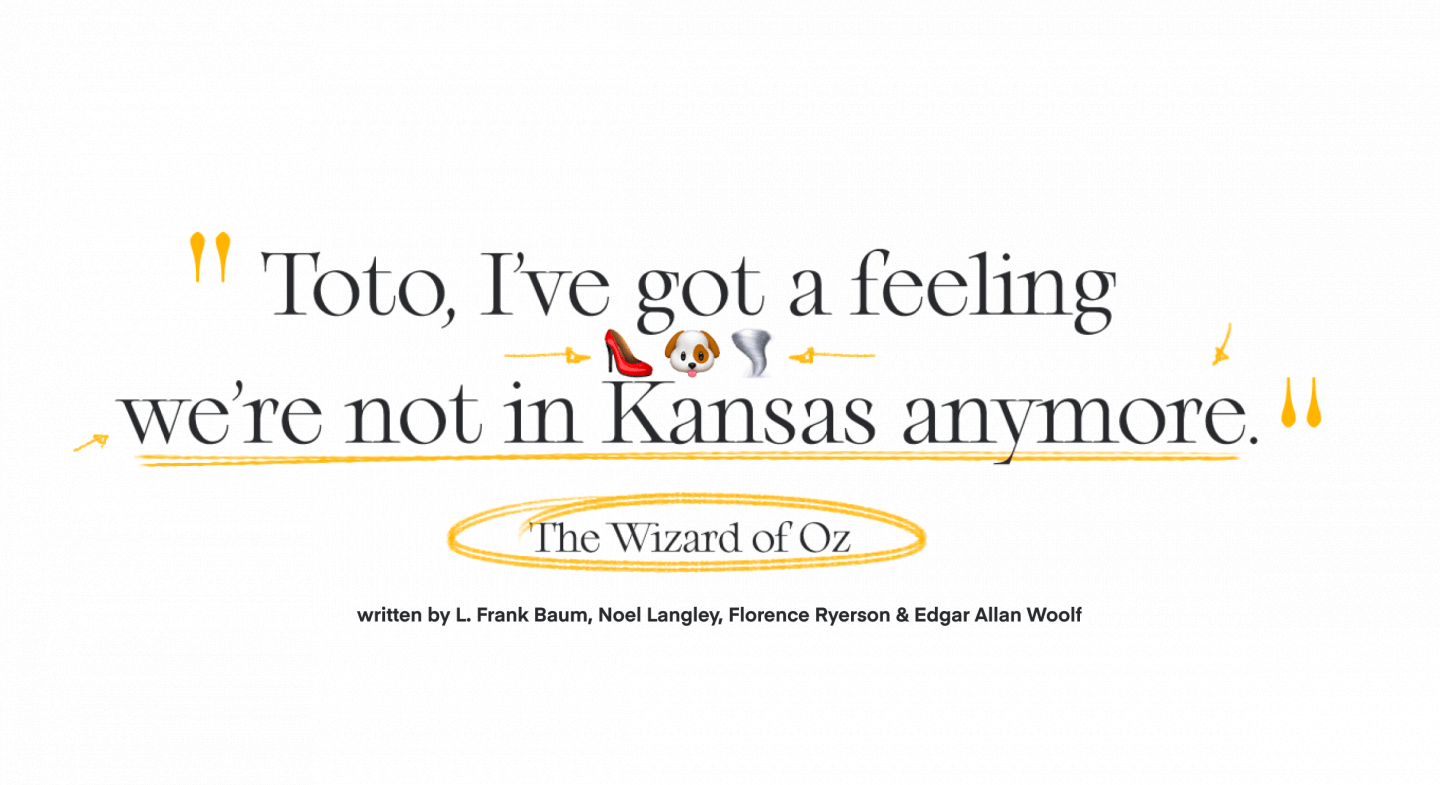 "Toto, I’ve got a feeling
we’re not in Kansas anymore."
The Wizard of Oz
written by L. Frank Baum, Noel Langley, Florence Ryerson & Edgar Allan Woolf